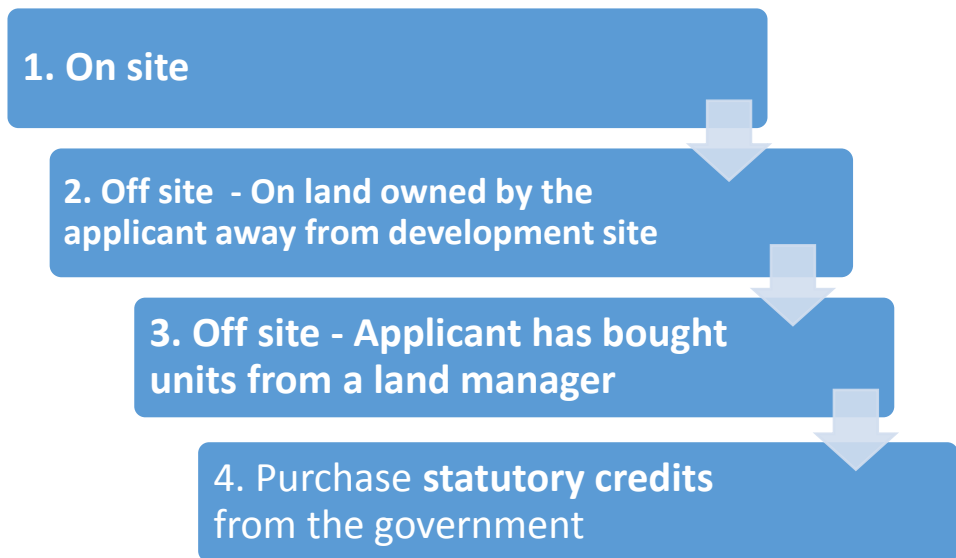 1. On site
2. Off site - On land owned by the
applicant away from development site
3. Off site - Applicant has bought
units from a land manager
4. Purchase statutory credits
from the government